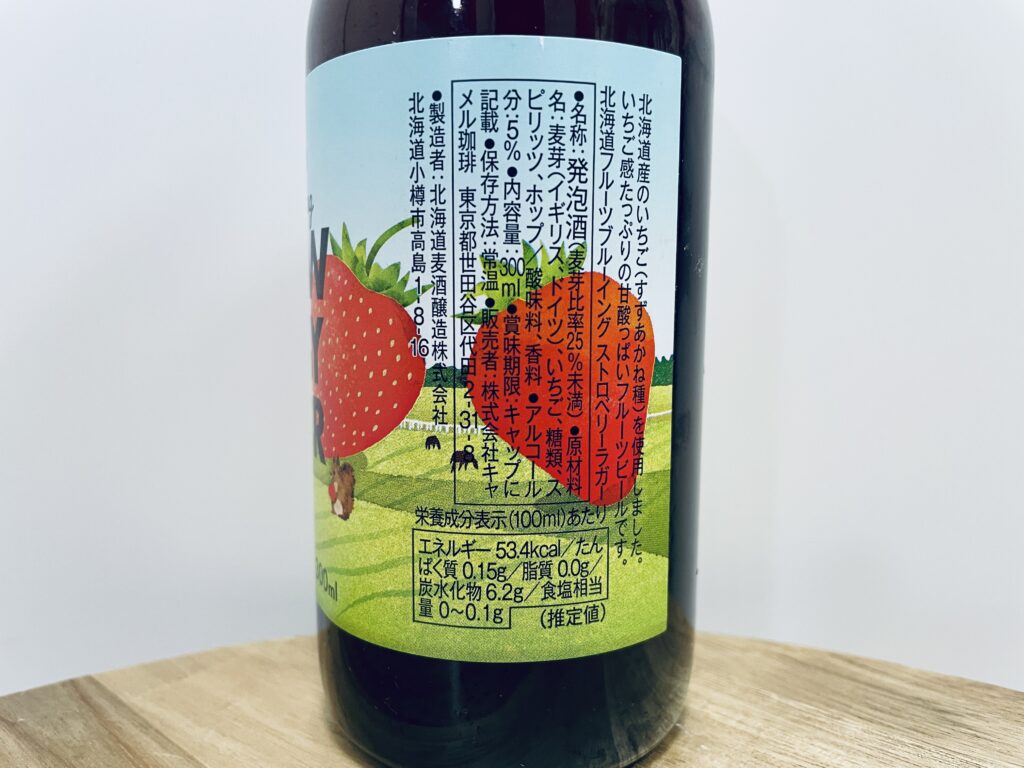 北海道産のいちご(すずあかね種)を使用しました。
いちご感たっぷりの甘酸っぱいフルーツビールです。
北海道フルーツブルーイング ストロベリーラガー
●名称:発泡酒(麦芽比率25%未満) ●原材料
名:麦芽(イギリス、ドイツ)、いちご、糖類、ス
ピリッツ、ホップ/酸味料、香料 ●アルコール
分:5% ●内容量:300ml ●賞味期限:キャップに
記載 ●保存方法:常温 ●販売者:株式会社キャ
メル珈琲 東京都世田谷区代田2-31-8
●製造者:北海道麦酒醸造株式会社
北海道小樽市高島1-8-16
栄養成分表示(100ml)あたり
エネルギー 53.4kcal/たん
ぱく質 0.15g/脂質 0.0g/
炭水化物 6.2g/食塩相当
量 0〜0.1g
(推定値)
N
Y
R
00ml